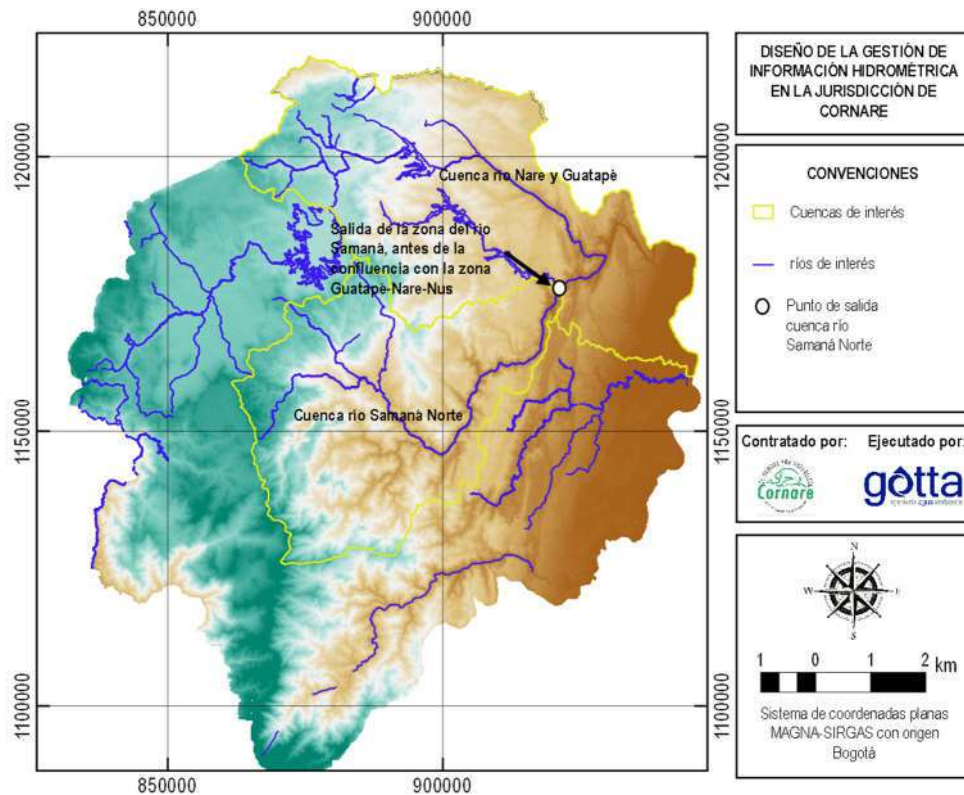 850000
900000
1200000
1150000
1100000
Cuenca río Nare y Guatapè
Salida de la zona del río
Samanà, antes de la
confluencia con la zona
Guatapè-Nare-Nus
Cuenca río Samanà Norte
1200000
1150000
1100000
850000
900000
DISEÑO DE LA GESTIÓN DE
INFORMACIÓN HIDROMÉTRICA
EN LA JURISDICCIÓN DE
CORNARE
CONVENCIONES
Cuencas de interés
ríos de interés
Punto de salida
cuenca río
Samaná Norte
Contratado por:
Ejecutado por:
Cornare
gotta
N
W
E
S
1 0 1 2 km
Sistema de coordenadas planas
MAGNA-SIRGAS con origen
Bogotá